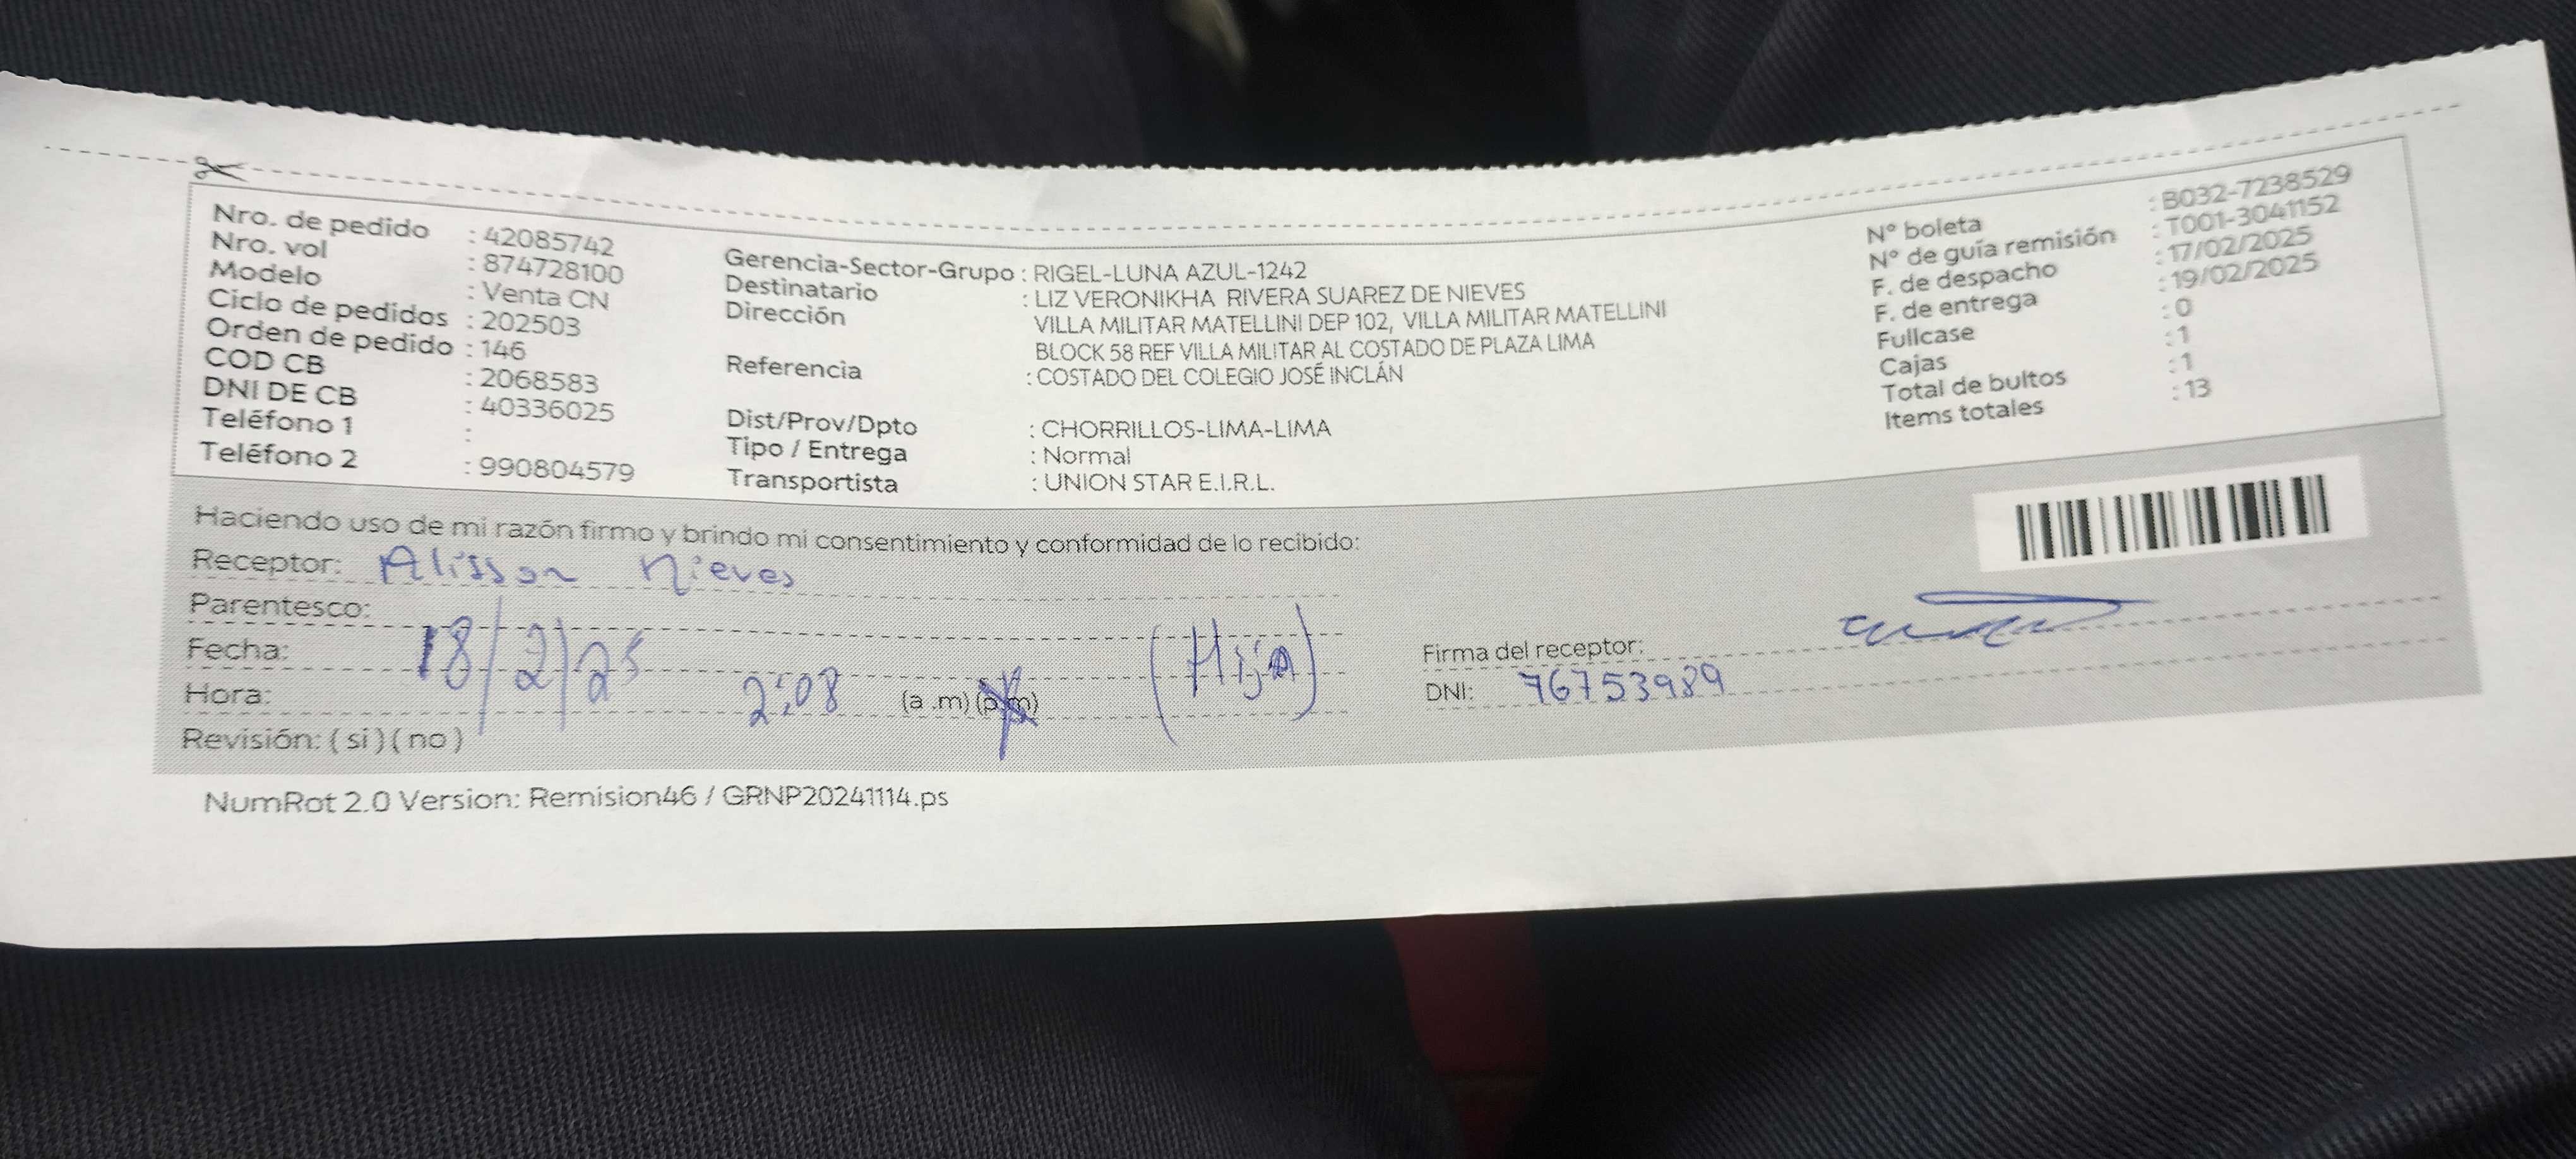 Nro. de pedido : 42085742
Nro. vol : 874728100
Modelo : Venta CN
Ciclo de pedidos : 202503
Orden de pedido : 146
COD CB : 2068583
DNI DE CB : 40336025
Teléfono 1 :
Teléfono 2 : 990804579
Gerencia-Sector-Grupo : RIGEL-LUNA AZUL-1242
Destinatario : LIZ VERONIKHA RIVERA SUAREZ DE NIEVES
Dirección VILLA MILITAR MATELLINI DEP 102, VILLA MILITAR MATELLINI
BLOCK 58 REF VILLA MILITAR AL COSTADO DE PLAZA LIMA
Referencia : COSTADO DEL COLEGIO JOSÉ INCLÁN
Dist/Prov/Dpto : CHORRILLOS-LIMA-LIMA
Tipo / Entrega : Normal
Transportista : UNION STAR E.I.R.L.
N° boleta : B032-7238529
N° de guía remisión : T001-3041152
F. de despacho : 17/02/2025
F. de entrega : 19/02/2025
Fullcase : 0
Cajas : 1
Total de bultos : 1
Items totales : 13
Haciendo uso de mi razón firmo y brindo mi consentimiento y conformidad de lo recibido:
Receptor: Alisson Nieves
Parentesco:
Fecha: 18/2/25 (Hija)
Hora: 2:08 (a .m) (p.m)
Revisión: ( si ) ( no )
Firma del receptor:
DNI: 76753989
NumRot 2.0 Version: Remision46 / GRNP20241114.ps